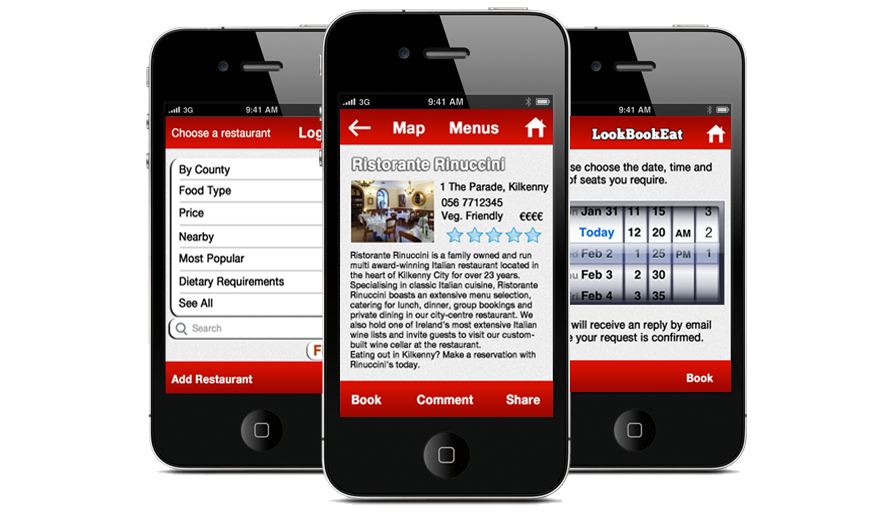 3G 9:41 AM
Choose a restaurant Log
By County
Food Type
Price
Nearby
Most Popular
Dietary Requirements
See All
Search
F
Add Restaurant
3G 9:41 AM
Map Menus
Ristorante Rinuccini
1 The Parade, Kilkenny
056 7712345
Veg. Friendly €€€€
Ristorante Rinuccini is a family owned and run
multi award-winning Italian restaurant located in
the heart of Kilkenny City for over 23 years.
Specialising in classic Italian cuisine, Ristorante
Rinuccini boasts an extensive menu selection,
catering for lunch, dinner, group bookings and
private dining in our city-centre restaurant. We
also hold one of Ireland's most extensive Italian
wine lists and invite guests to visit our custom-
built wine cellar at the restaurant.
Eating out in Kilkenny? Make a reservation with
Rinuccini's today.
Book Comment Share
9:41 AM
LookBookEat
se choose the date, time and
of seats you require.
Jan 31 11 15 3
Today 12 20 AM 2
Feb 2 1 25 PM 1
Feb 3 2 30
Feb 4 3 35
will receive an reply by email
e your request is confirmed.
Book